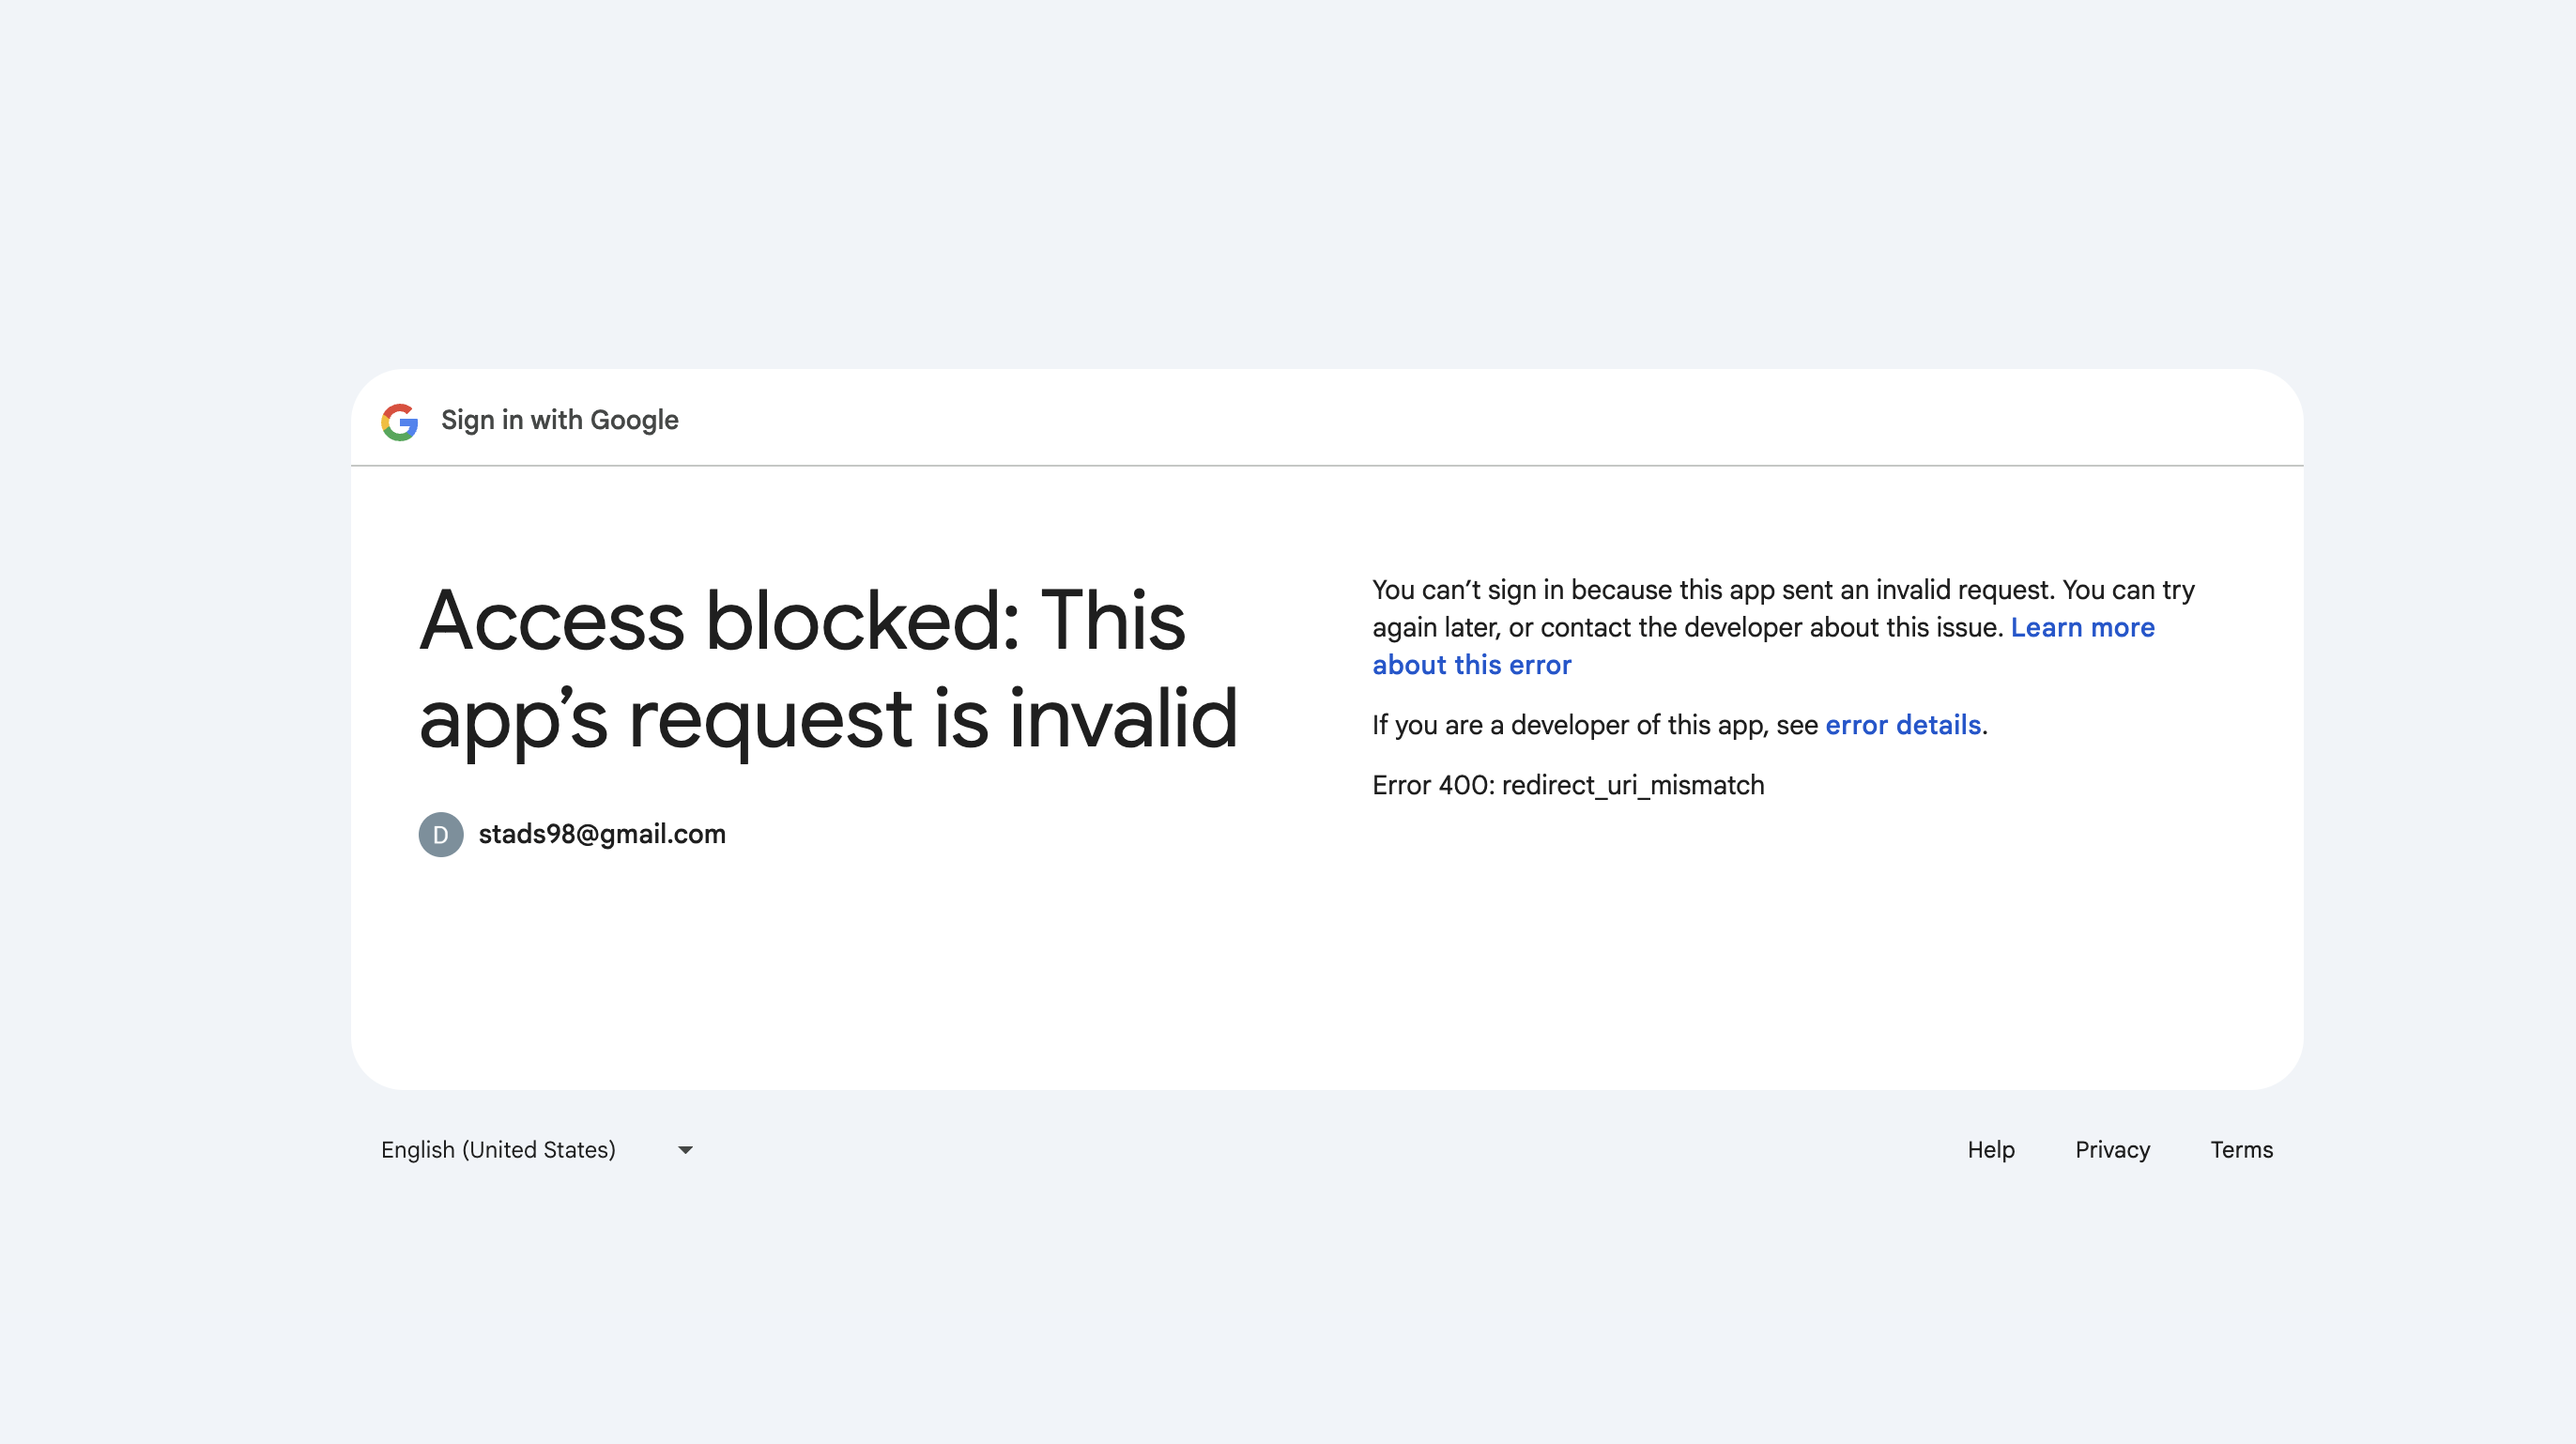 Sign in with Google
Access blocked: This
app’s request is invalid
D stads98@gmail.com
You can’t sign in because this app sent an invalid request. You can try
again later, or contact the developer about this issue. Learn more
about this error
If you are a developer of this app, see error details.
Error 400: redirect_uri_mismatch
English (United States)
Help Privacy Terms